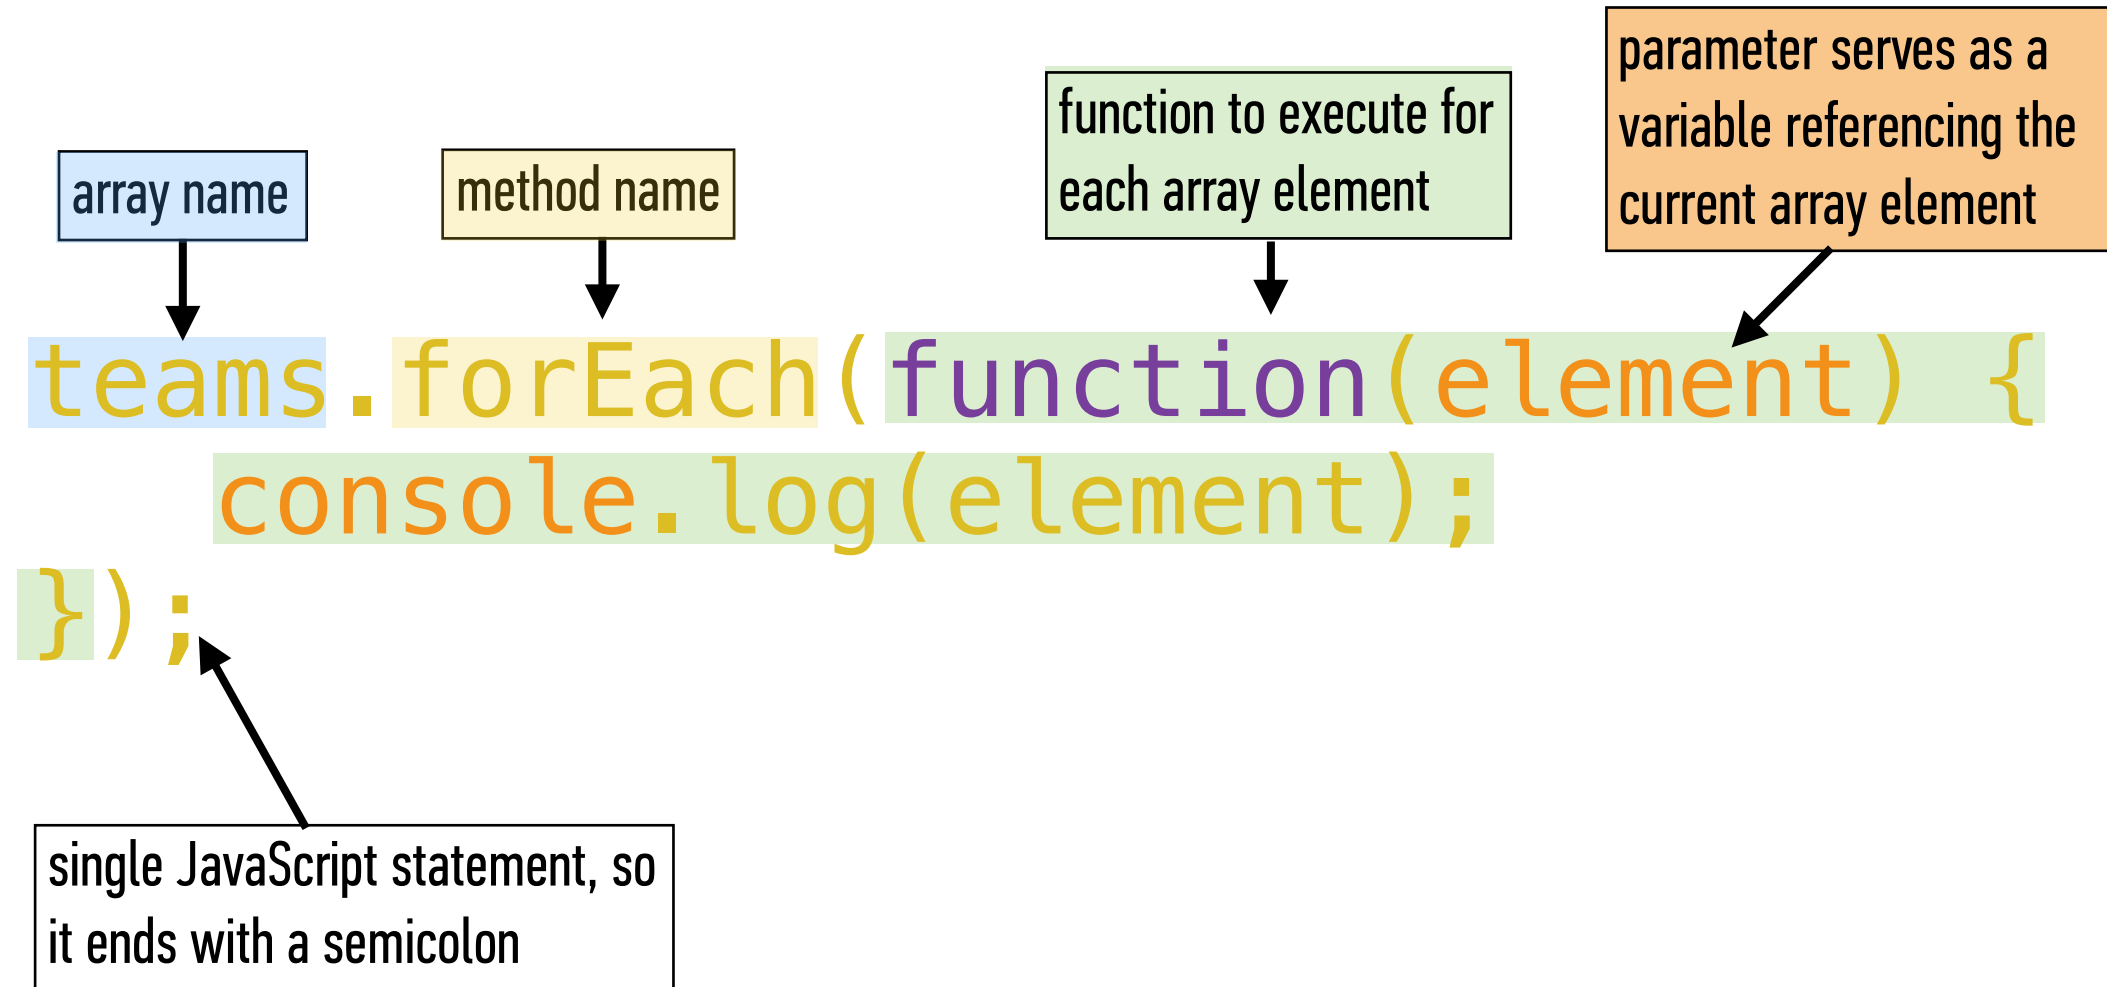 parameter serves as a
variable referencing the
current array element
function to execute for
each array element
array name
method name
teams.forEach(function(element) {
console.log(element);
});
single JavaScript statement, so
it ends with a semicolon